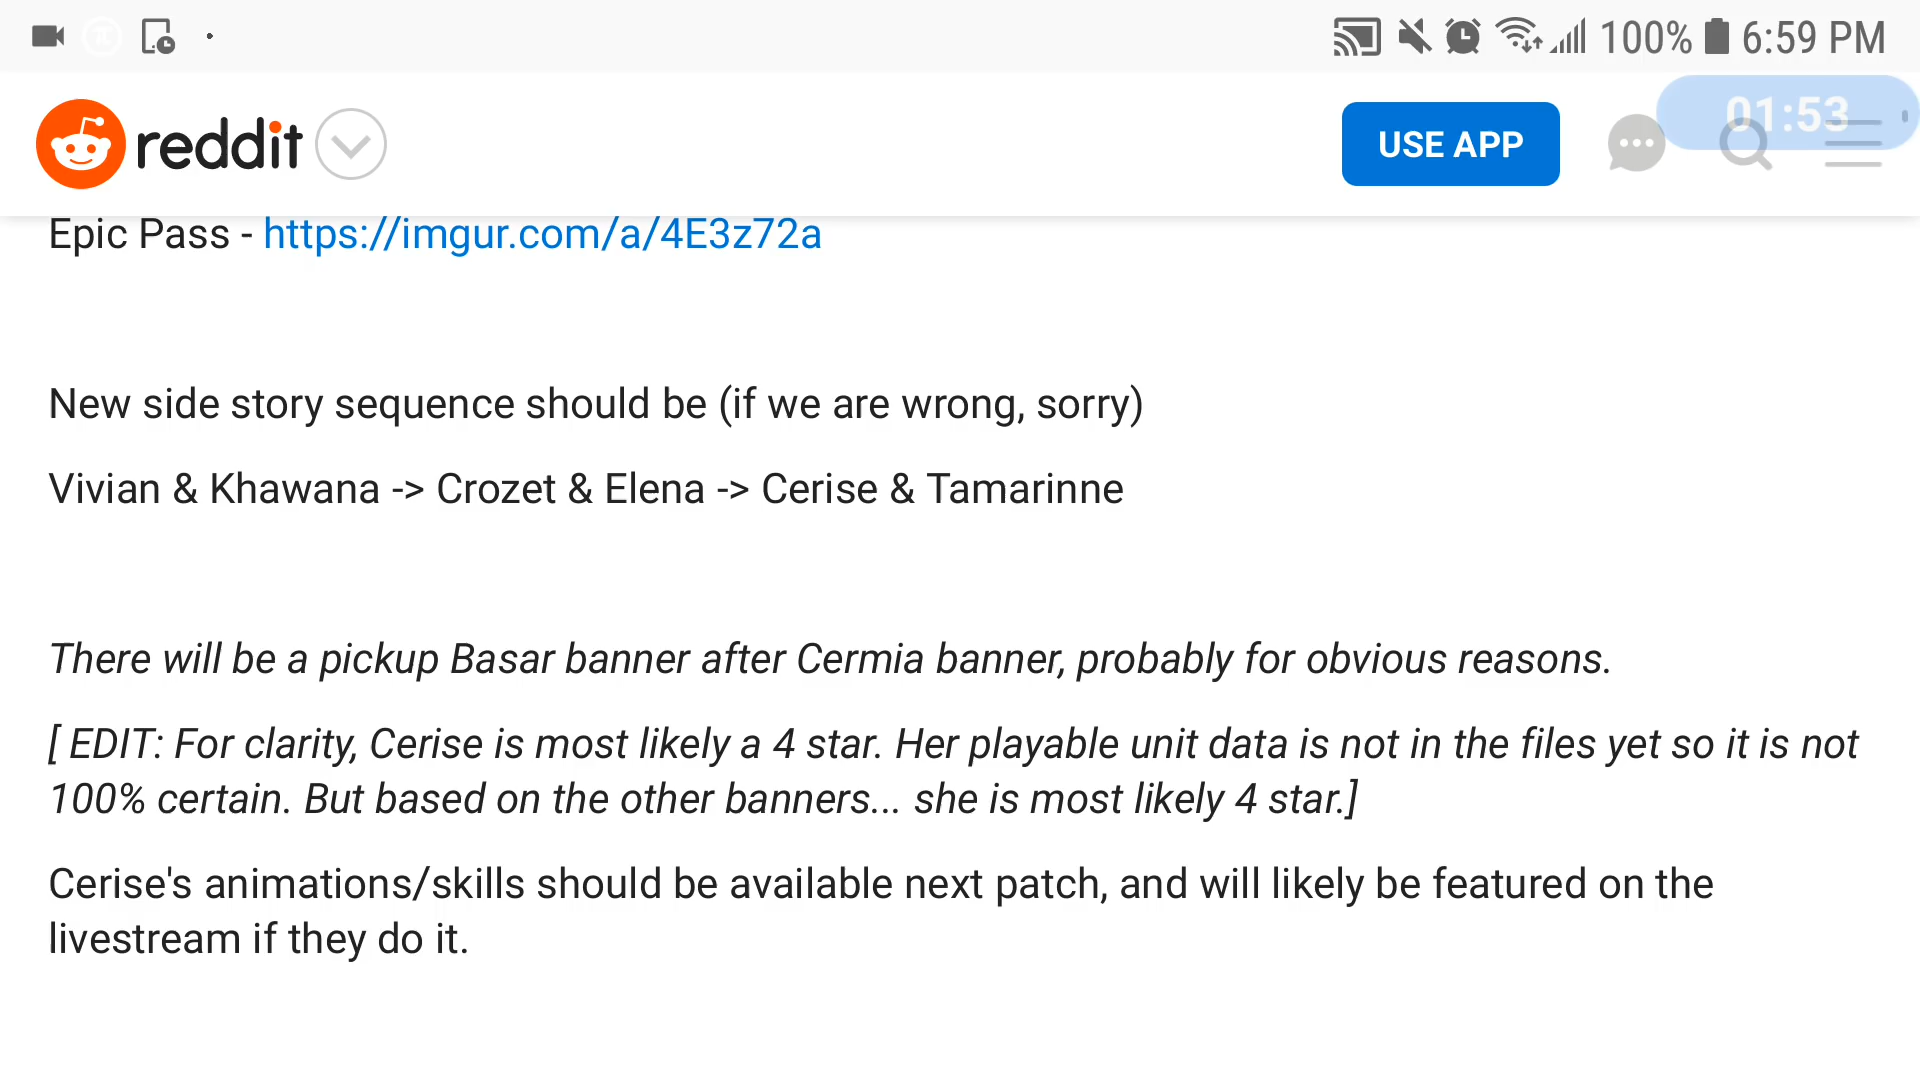 100% 6:59 PM
reddit USE APP 01:53
Epic Pass - https://imgur.com/a/4E3z72a
New side story sequence should be (if we are wrong, sorry)
Vivian & Khawana -> Crozet & Elena -> Cerise & Tamarinne
There will be a pickup Basar banner after Cermia banner, probably for obvious reasons.
[ EDIT: For clarity, Cerise is most likely a 4 star. Her playable unit data is not in the files yet so it is not
100% certain. But based on the other banners... she is most likely 4 star.]
Cerise's animations/skills should be available next patch, and will likely be featured on the
livestream if they do it.